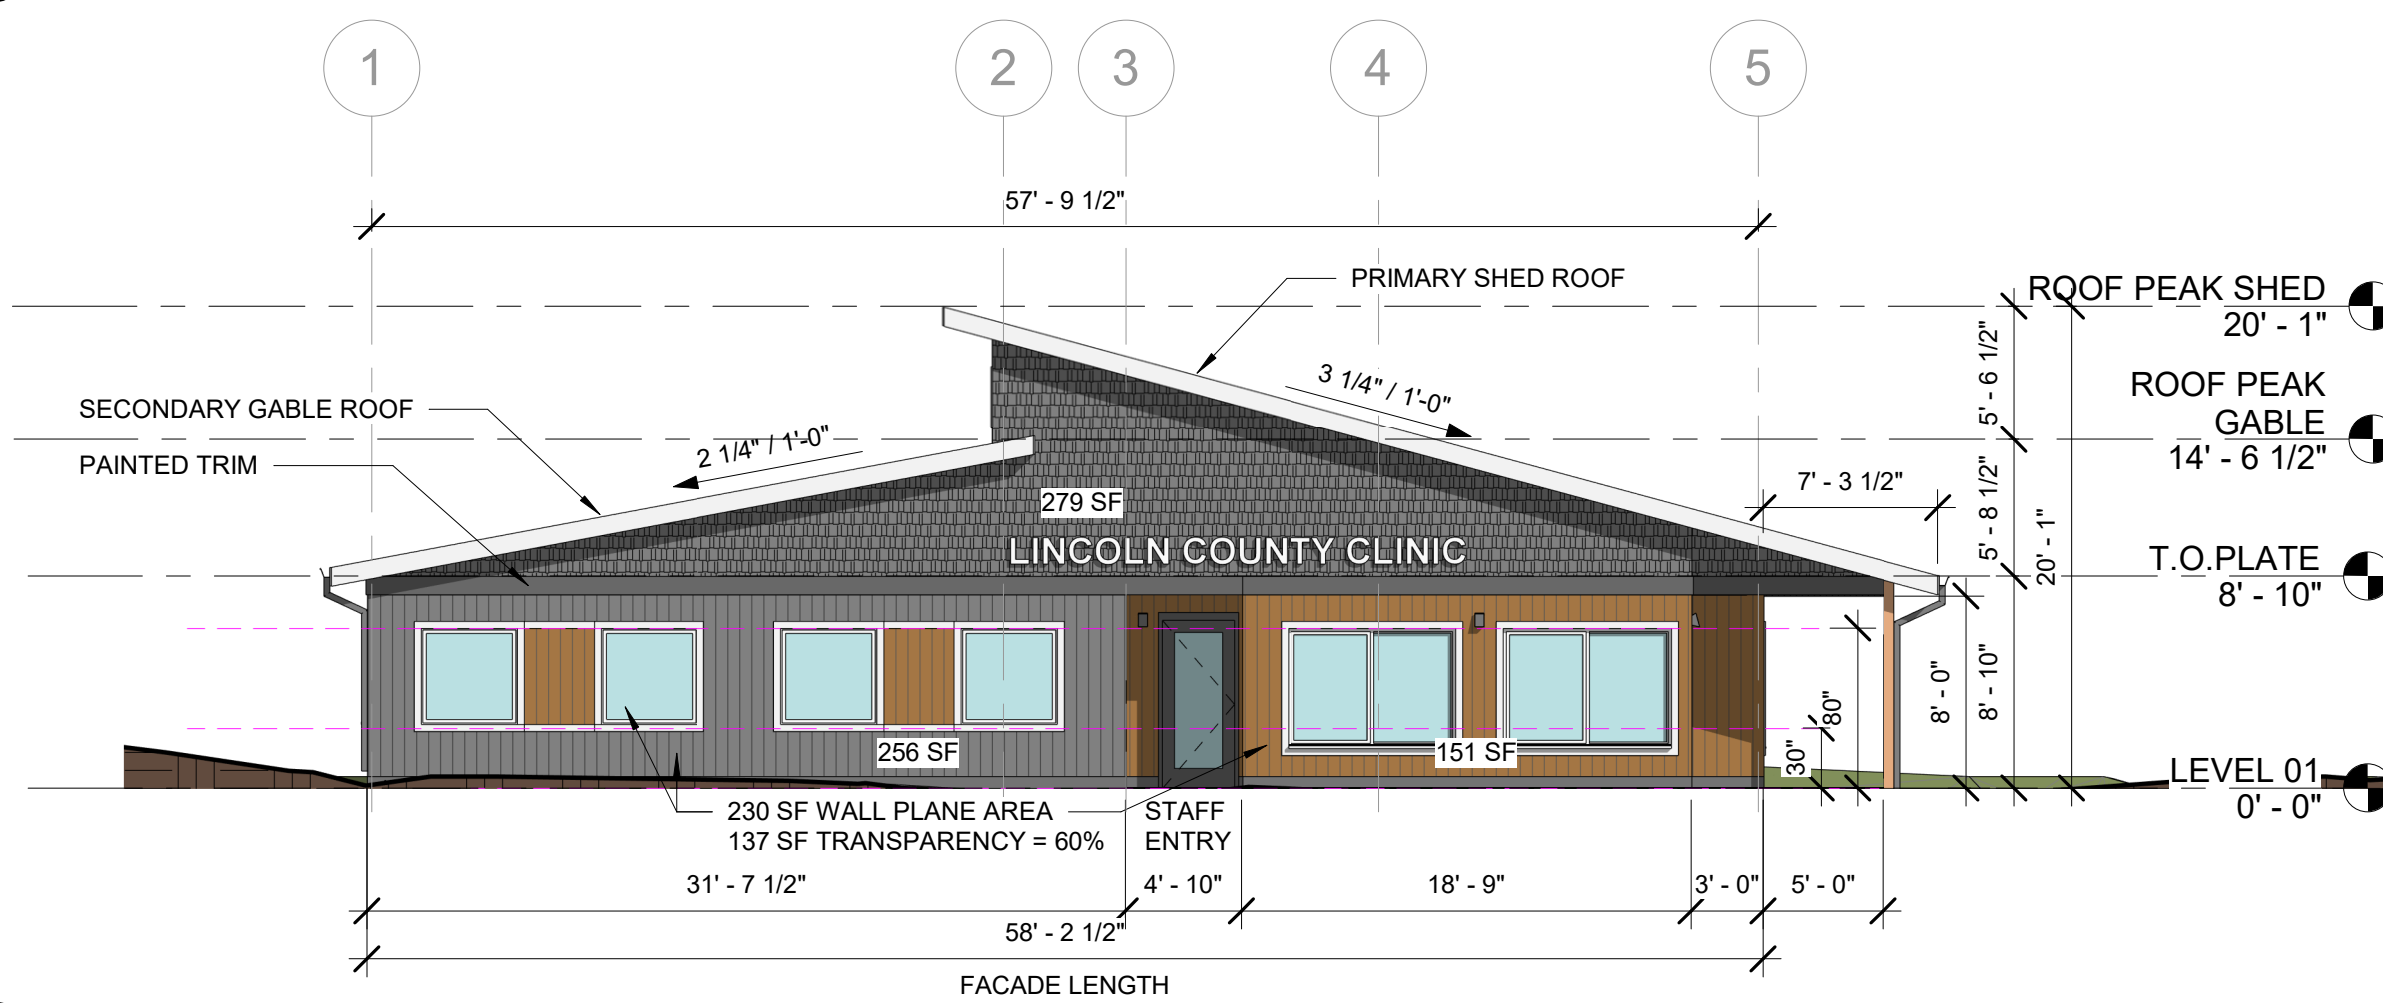 1
2
3
4
5
57' - 9 1/2"
PRIMARY SHED ROOF
ROOF PEAK SHED
20' - 1"
5' - 6 1/2"
3 1/4" / 1'-0"
ROOF PEAK
GABLE
14' - 6 1/2"
SECONDARY GABLE ROOF
2 1/4" / 1'-0"
PAINTED TRIM
7' - 3 1/2"
279 SF
5' - 8 1/2"
20' - 1"
LINCOLN COUNTY CLINIC
T.O.PLATE
8' - 10"
8' - 0"
8' - 10"
80"
30"
256 SF
151 SF
LEVEL 01
0' - 0"
230 SF WALL PLANE AREA
137 SF TRANSPARENCY = 60%
STAFF
ENTRY
31' - 7 1/2"
4' - 10"
18' - 9"
3' - 0"
5' - 0"
58' - 2 1/2"
FACADE LENGTH